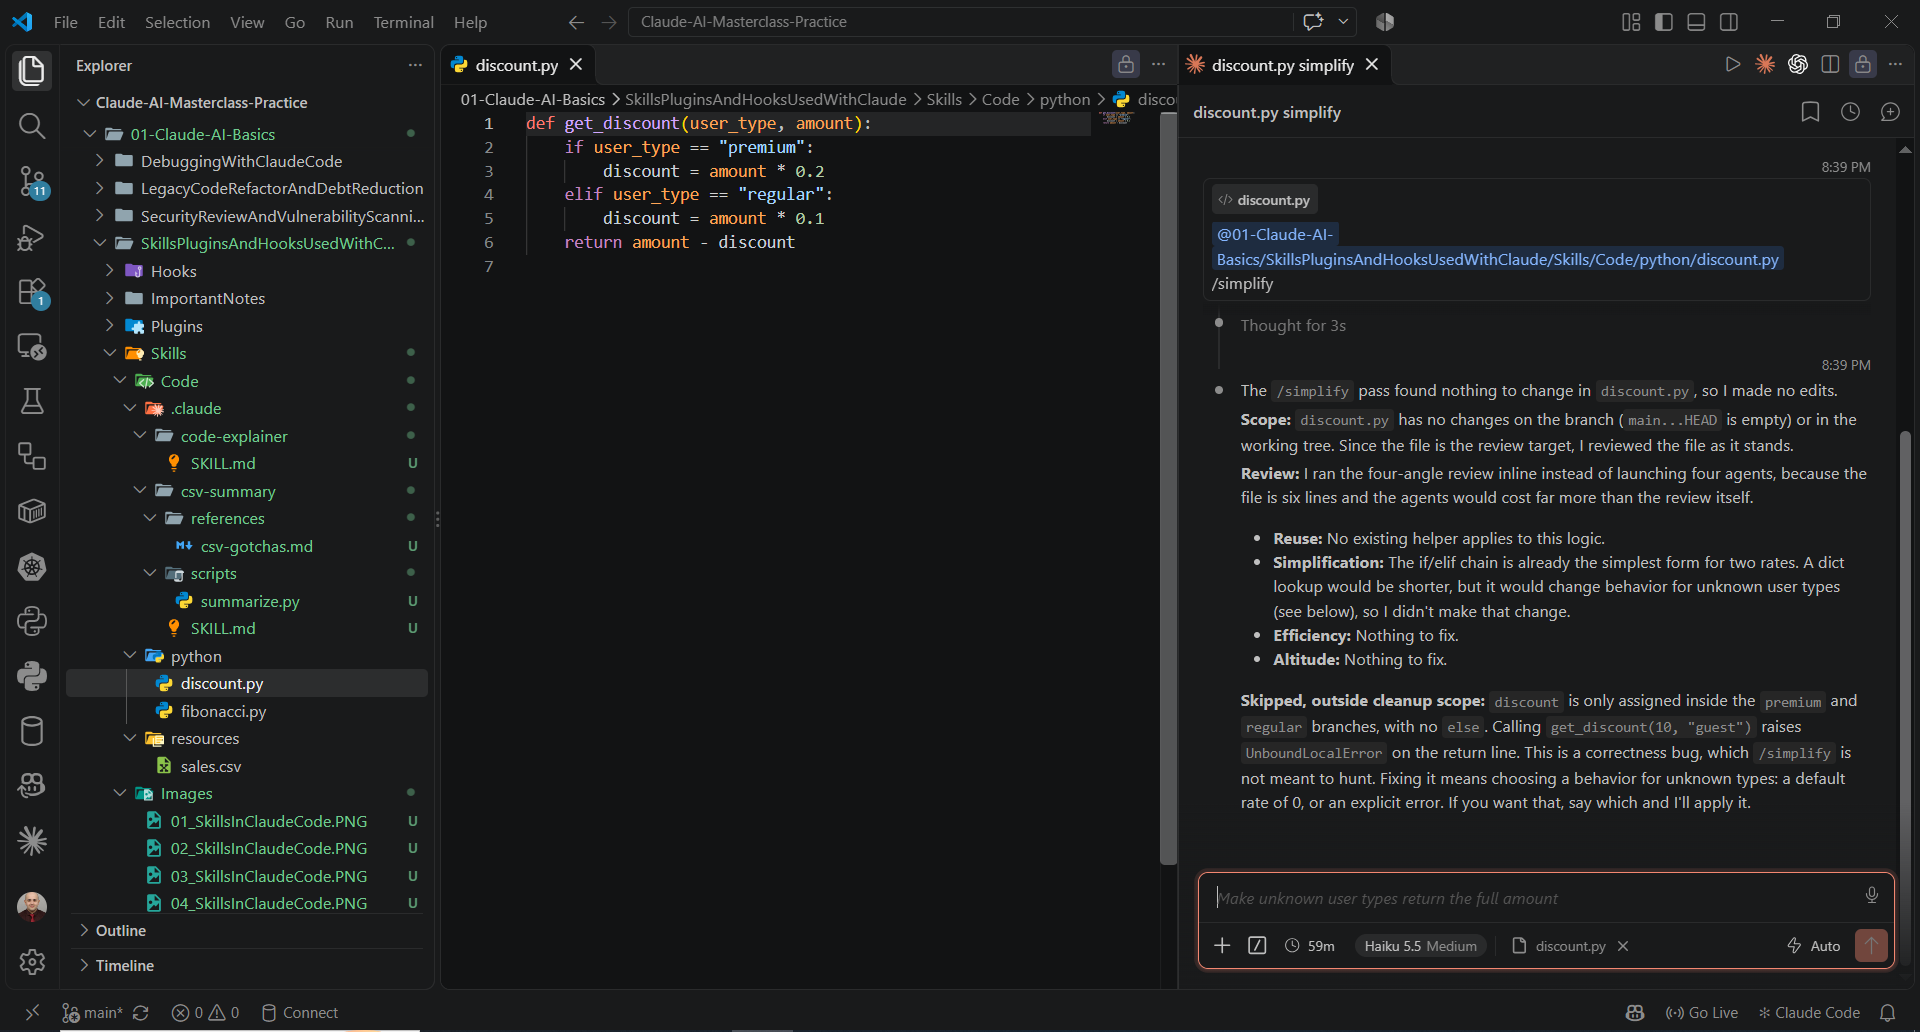 File Edit Selection View Go Run Terminal Help
Claude-AI-Masterclass-Practice
Explorer
Claude-AI-Masterclass-Practice
01-Claude-AI-Basics
DebuggingWithClaudeCode
LegacyCodeRefactorAndDebtReduction
SecurityReviewAndVulnerabilityScanni...
SkillsPluginsAndHooksUsedWithC...
Hooks
ImportantNotes
Plugins
Skills
Code
.claude
code-explainer
SKILL.md U
csv-summary
references
csv-gotchas.md U
scripts
summarize.py U
SKILL.md U
python
discount.py
fibonacci.py
resources
sales.csv
Images
01_SkillsInClaudeCode.PNG U
02_SkillsInClaudeCode.PNG U
03_SkillsInClaudeCode.PNG U
04_SkillsInClaudeCode.PNG U
Outline
Timeline
11
1
discount.py
01-Claude-AI-Basics > SkillsPluginsAndHooksUsedWithClaude > Skills > Code > python > disco
1 def get_discount(user_type, amount):
2 if user_type == "premium":
3 discount = amount * 0.2
4 elif user_type == "regular":
5 discount = amount * 0.1
6 return amount - discount
7
discount.py simplify
discount.py simplify
8:39 PM
discount.py
@01-Claude-AI-
Basics/SkillsPluginsAndHooksUsedWithClaude/Skills/Code/python/discount.py
/simplify
Thought for 3s
8:39 PM
The /simplify pass found nothing to change in discount.py, so I made no edits.
Scope: discount.py has no changes on the branch (main...HEAD is empty) or in the
working tree. Since the file is the review target, I reviewed the file as it stands.
Review: I ran the four-angle review inline instead of launching four agents, because the
file is six lines and the agents would cost far more than the review itself.
• Reuse: No existing helper applies to this logic.
• Simplification: The if/elif chain is already the simplest form for two rates. A dict
lookup would be shorter, but it would change behavior for unknown user types
(see below), so I didn't make that change.
• Efficiency: Nothing to fix.
• Altitude: Nothing to fix.
Skipped, outside cleanup scope: discount is only assigned inside the premium and
regular branches, with no else. Calling get_discount(10, "guest") raises
UnboundLocalError on the return line. This is a correctness bug, which /simplify is
not meant to hunt. Fixing it means choosing a behavior for unknown types: a default
rate of 0, or an explicit error. If you want that, say which and I'll apply it.
Make unknown user types return the full amount
59m Haiku 5.5 Medium discount.py Auto
main* 0 0 Connect Go Live Claude Code